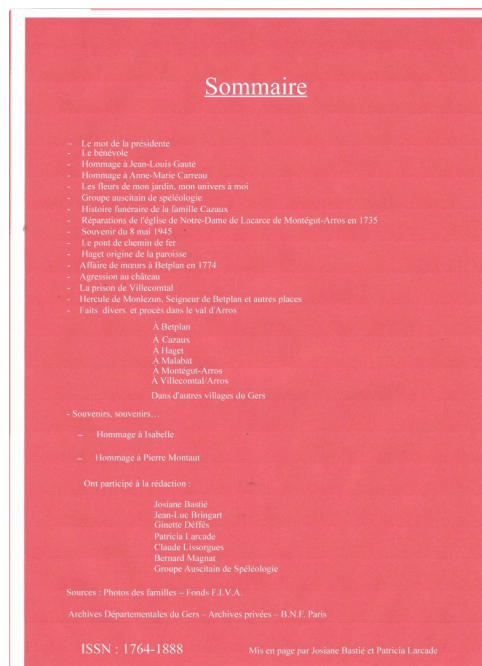 Sommaire
– Le mot de la présidente
- Le bénévole
- Hommage à Jean-Louis Gauté
- Hommage à Anne-Marie Carreau
- Les fleurs de mon jardin, mon univers à moi
- Groupe auscitain de spéléologie
- Histoire funéraire de la famille Cazaux
- Réparations de l'église de Notre-Dame de Lacarce de Montégut-Arros en 1735
- Souvenir du 8 mai 1945
- Le pont de chemin de fer
- Haget origine de la paroisse
- Affaire de mœurs à Betplan en 1774
- Agression au château
- La prison de Villecomtal
- Hercule de Monlezun, Seigneur de Betplan et autres places
- Faits divers et procès dans le val d'Arros
À Betplan
À Cazaux
À Haget
À Malabat
À Montégut-Arros
À Villecomtal/Arros
Dans d'autres villages du Gers
- Souvenirs, souvenirs…
– Hommage à Isabelle
– Hommage à Pierre Montaut
Ont participé à la rédaction :
Josiane Bastié
Jean-Luc Bringart
Ginette Déffès
Patricia Larcade
Claude Lissorgues
Bernard Magnat
Groupe Auscitain de Spéléologie
Sources : Photos des familles – Fonds F.I.V.A.
Archives Départementales du Gers – Archives privées – B.N.F. Paris
ISSN : 1764-1888 Mis en page par Josiane Bastié et Patricia Larcade